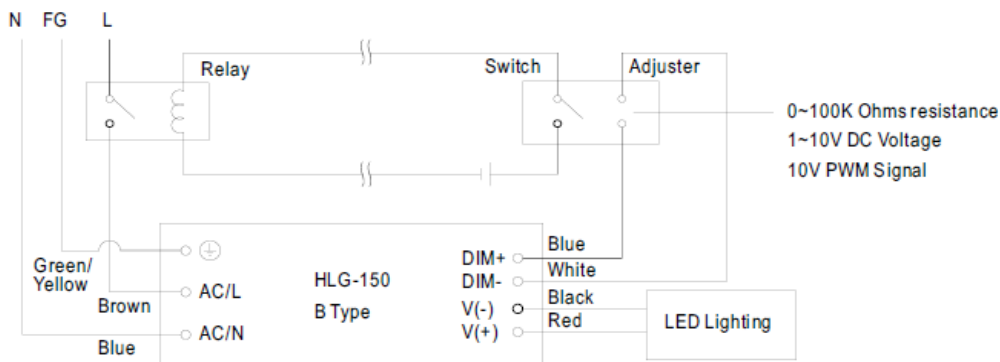 N FG L
Relay
Switch
Adjuster
0~100K Ohms resistance
1~10V DC Voltage
10V PWM Signal
Green/
Yellow
Brown
Blue
AC/L
AC/N
HLG-150
B Type
DIM+
DIM-
V(-)
V(+)
Blue
White
Black
Red
LED Lighting